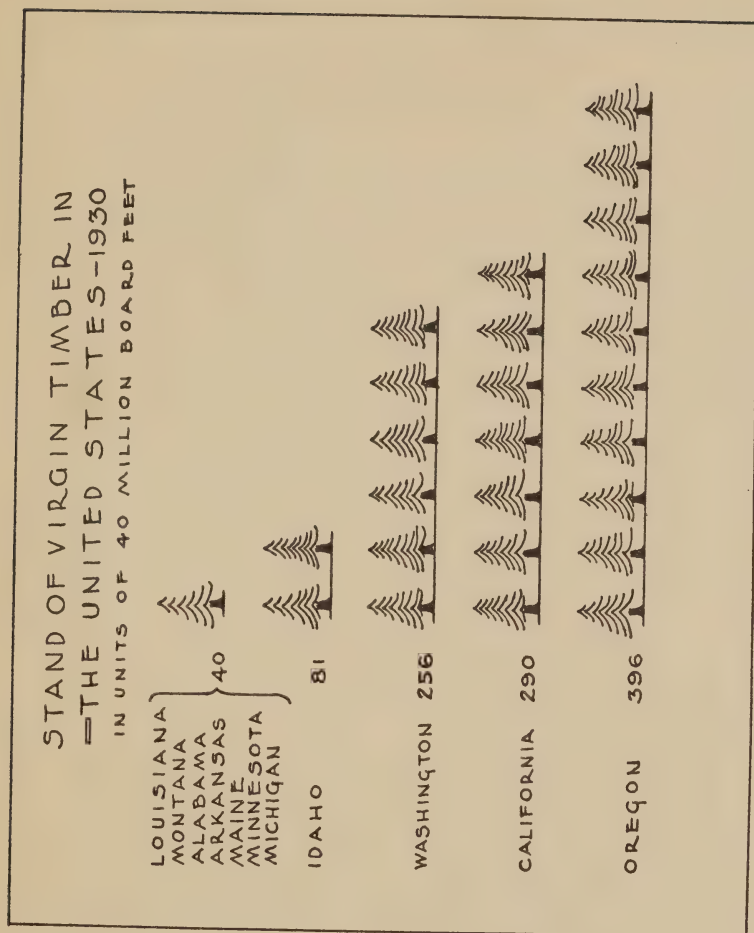 STAND OF VIRGIN TIMBER IN
THE UNITED STATES-1930
IN UNITS OF 40 MILLION BOARD FEET
LOUISIANA
MONTANA
ALABAMA
ARKANSAS 40
MAINE
MINNESOTA
MICHIGAN
IDAHO 81
WASHINGTON 256
CALIFORNIA 290
OREGON 396